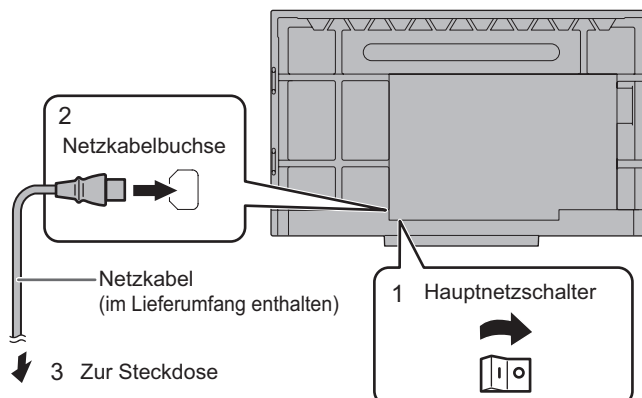 2
Netzkabelbuchse
Netzkabel
(im Lieferumfang enthalten)
1 Hauptnetzschalter
3 Zur Steckdose